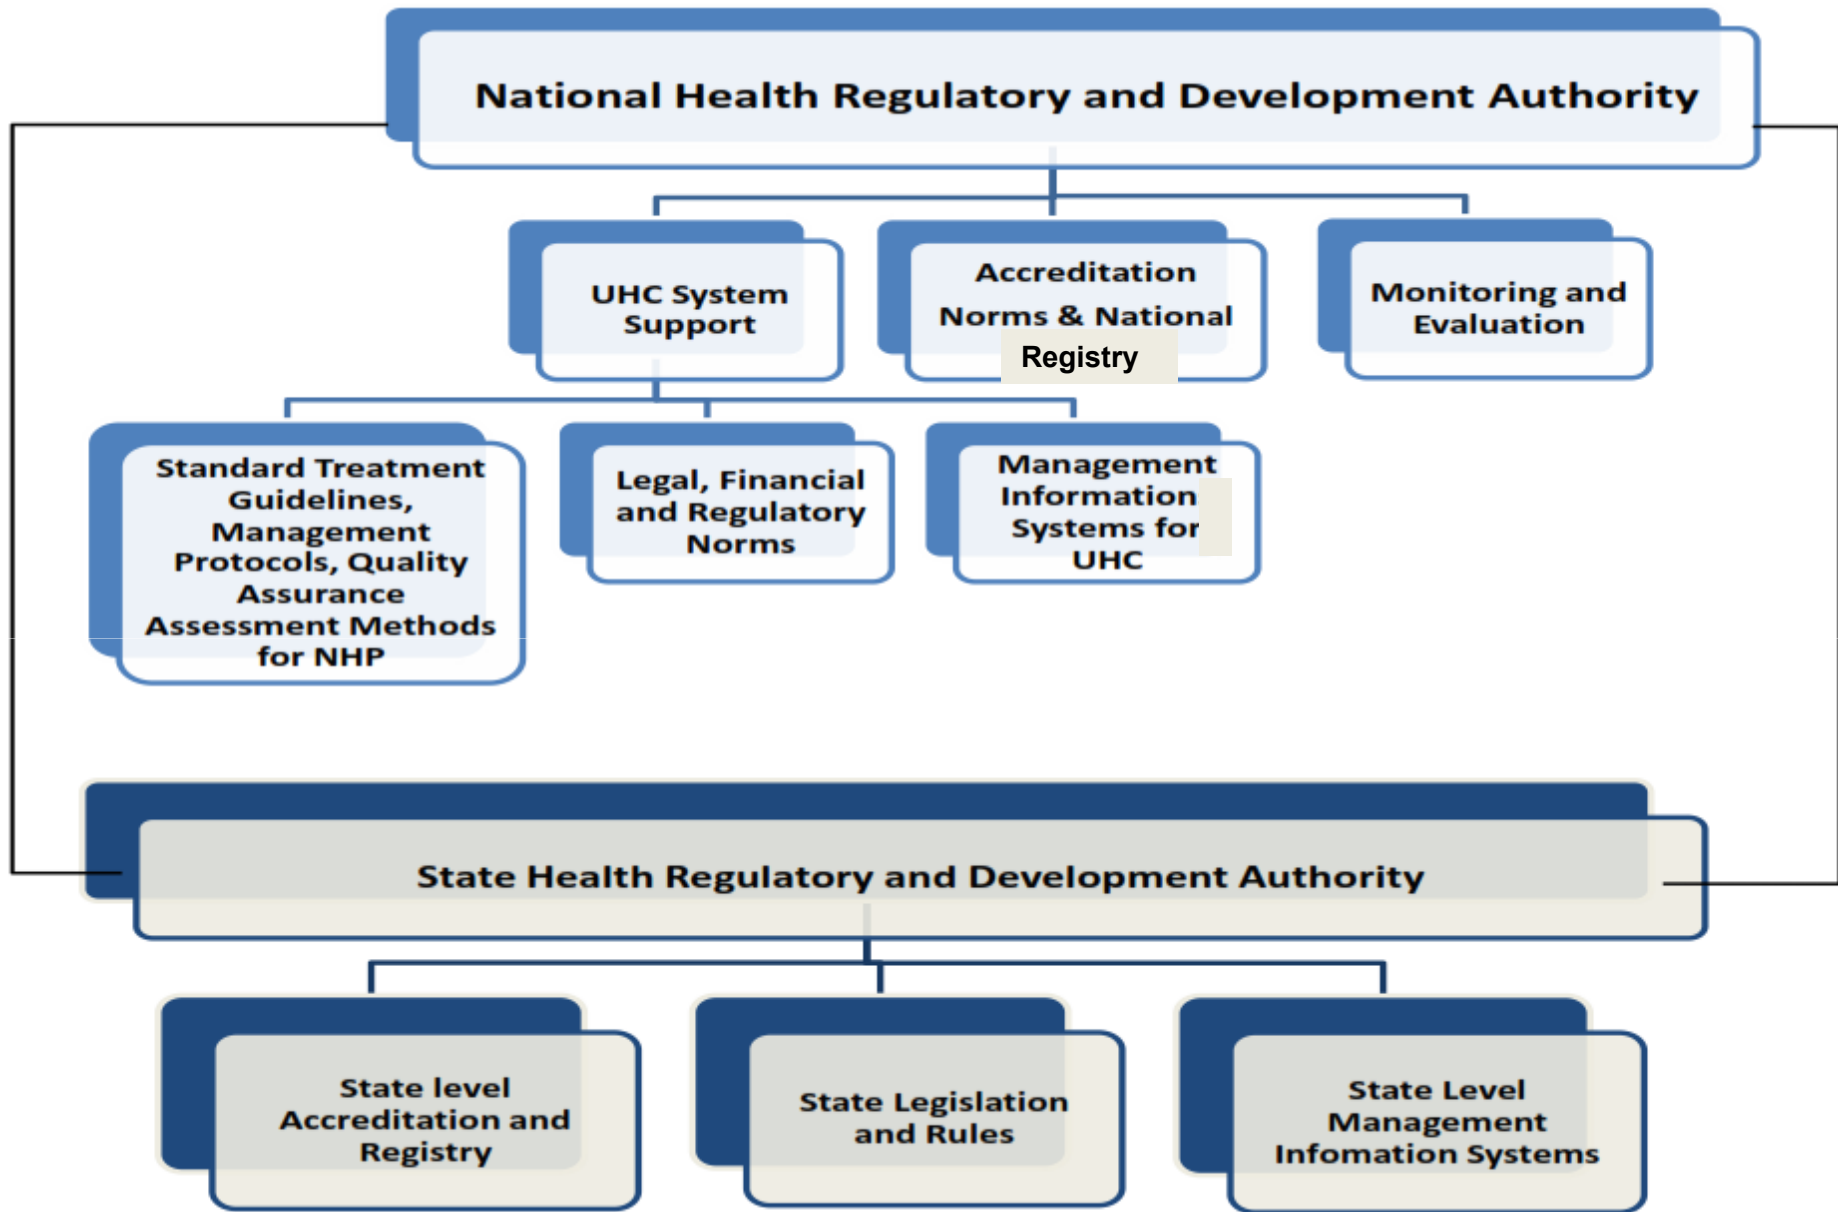 National Health Regulatory and Development Authority
UHC System
Support
Accreditation
Norms & National
Registry
Monitoring and
Evaluation
Standard Treatment
Guidelines,
Management
Protocols, Quality
Assurance
Assessment Methods
for NHP
Legal, Financial
and Regulatory
Norms
Management
Information
Systems for
UHC
State Health Regulatory and Development Authority
State level
Accreditation and
Registry
State Legislation
and Rules
State Level
Management
Infomation Systems